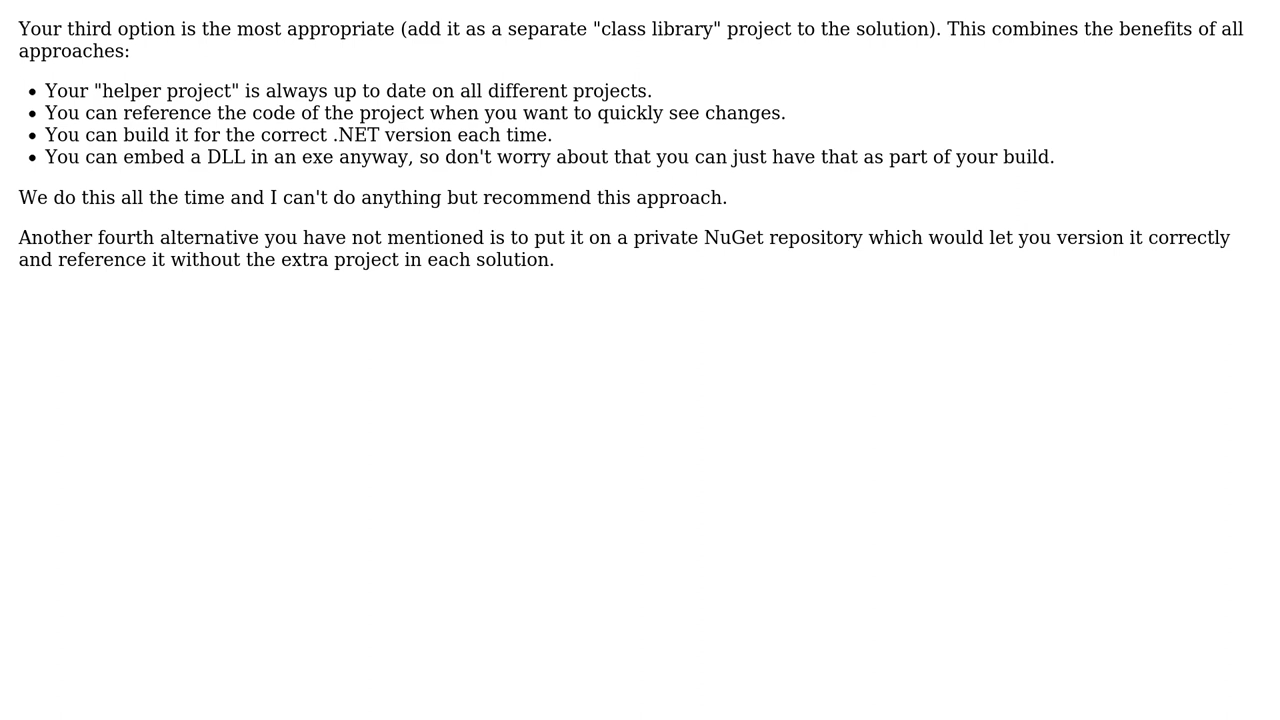 Your third option is the most appropriate (add it as a separate "class library" project to the solution). This combines the benefits of all
approaches:
• Your "helper project" is always up to date on all different projects.
• You can reference the code of the project when you want to quickly see changes.
• You can build it for the correct .NET version each time.
• You can embed a DLL in an exe anyway, so don't worry about that you can just have that as part of your build.
We do this all the time and I can't do anything but recommend this approach.
Another fourth alternative you have not mentioned is to put it on a private NuGet repository which would let you version it correctly
and reference it without the extra project in each solution.